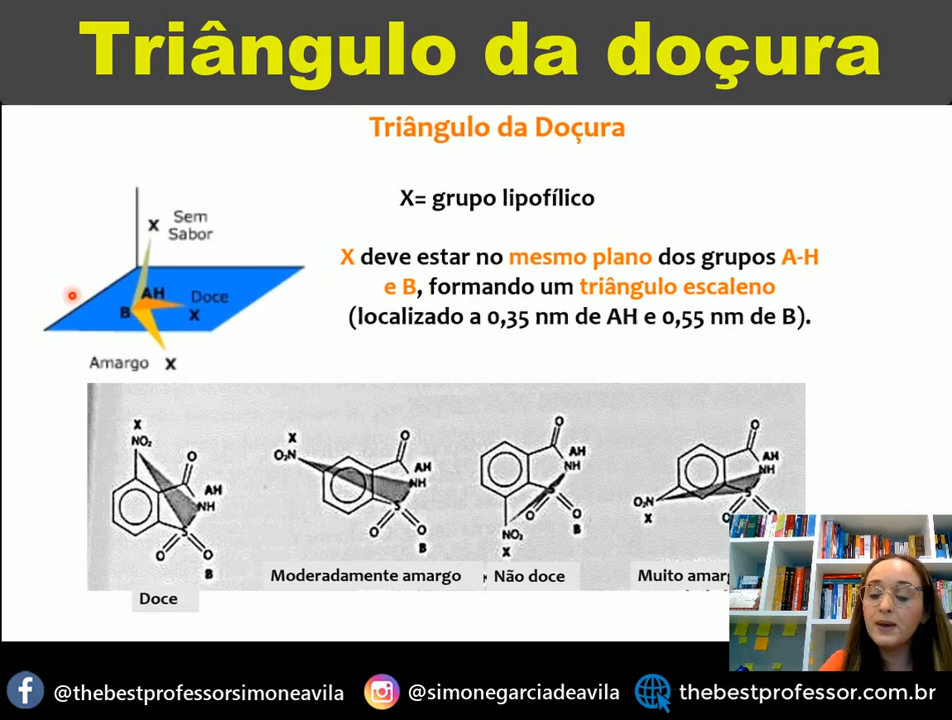 Triângulo da doçura
Triângulo da Doçura
X= grupo lipofílico
X deve estar no mesmo plano dos grupos A-H
e B, formando um triângulo escaleno
(localizado a 0,35 nm de AH e 0,55 nm de B).
X
Sem
Sabor
AH
Doce
B
X
Amargo X
X
NO₂
O
AH
NH
S
O
O
B
Doce
X
O₂N
O
AH
NH
S
O
O
B
Moderadamente amargo
O
AH
NH
S
O
O
NO₂
B
X
Não doce
O
AH
NH
O₂N
S
X
O
Muito amar
@thebestprofessorsimoneavila
@simonegarciadeavila
thebestprofessor.com.br